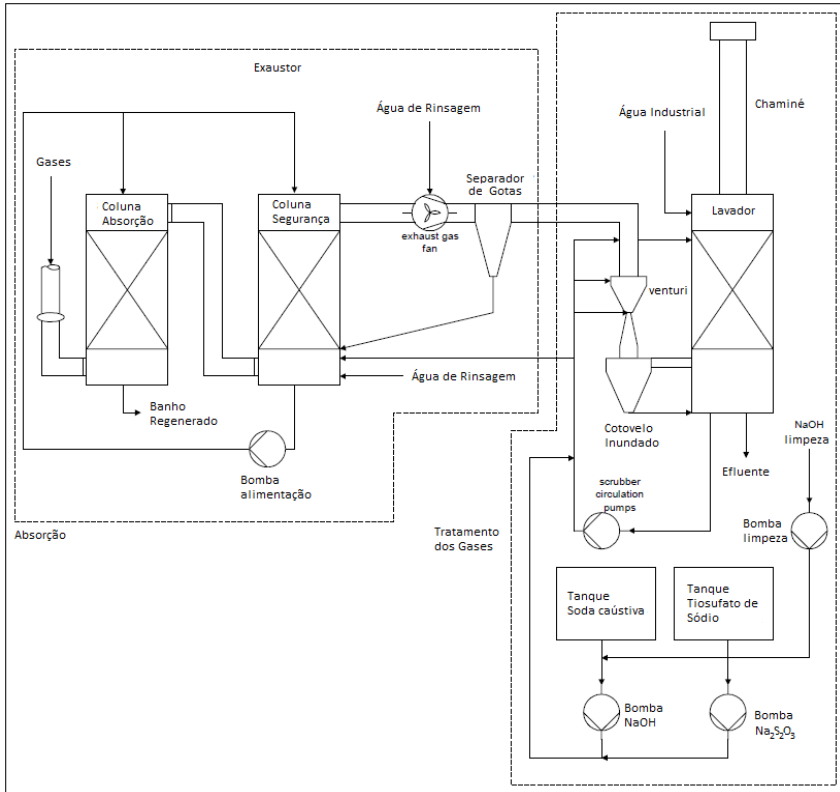 Exaustor
Água de Rinsagem
Água Industrial
Chaminé
Gases
Separador
de Gotas
Coluna
Absorção
Coluna
Segurança
Lavador
exhaust gas
fan
venturi
Água de Rinsagem
Banho
Regenerado
Cotovelo
Inundado
NaOH
limpeza
Efluente
Bomba
alimentação
scrubber
circulation
pumps
Absorção
Tratamento
dos Gases
Bomba
limpeza
Tanque
Soda caústiva
Tanque
Tiosufato de
Sódio
Bomba
NaOH
Bomba
Na₂S₂O₃